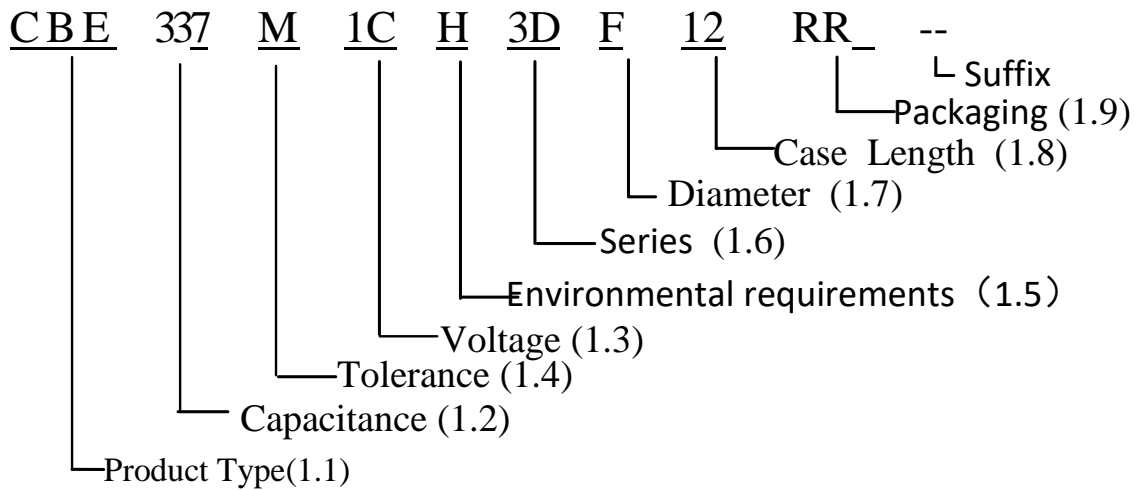 CBE 337 M 1C H 3D F 12 RR_ --
Suffix
Packaging (1.9)
Case Length (1.8)
Diameter (1.7)
Series (1.6)
Environmental requirements（1.5）
Voltage (1.3)
Tolerance (1.4)
Capacitance (1.2)
Product Type(1.1)